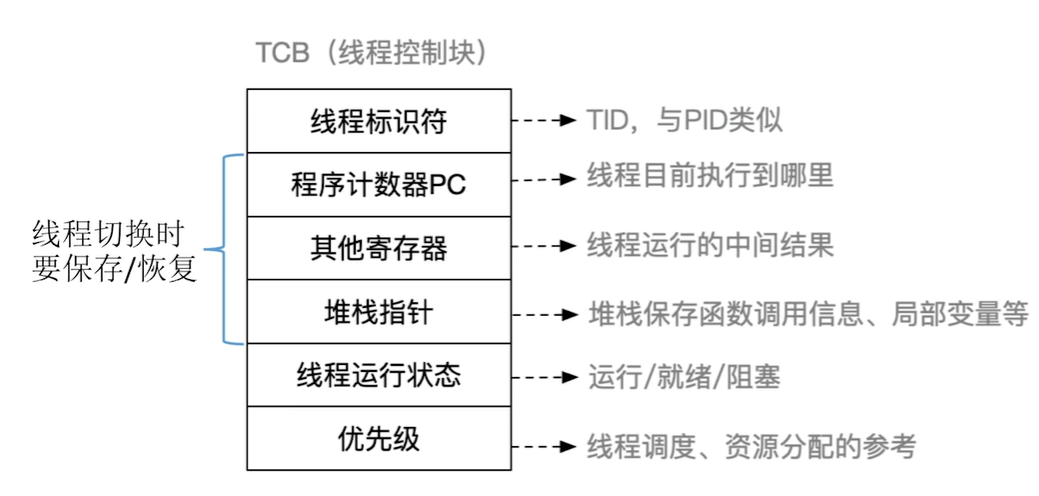 TCB（线程控制块）
线程标识符
TID，与PID类似
程序计数器PC
线程目前执行到哪里
线程切换时
要保存/恢复
其他寄存器
线程运行的中间结果
堆栈指针
堆栈保存函数调用信息、局部变量等
线程运行状态
运行/就绪/阻塞
优先级
线程调度、资源分配的参考